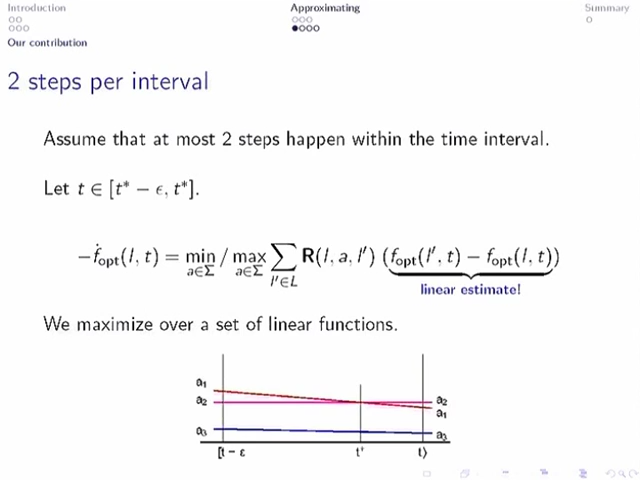 Introduction Approximating Summary
Our contribution
2 steps per interval
Assume that at most 2 steps happen within the time interval.
Let t ∈ [t* − ϵ, t*].
−ḟopt(l, t) = min a∈Σ / max a∈Σ ∑ l′∈L R(l, a, l′) (fopt(l′, t) − fopt(l, t))
linear estimate!
We maximize over a set of linear functions.
a1
a2 a2
a1
a3 a3
[t − ε t' t)